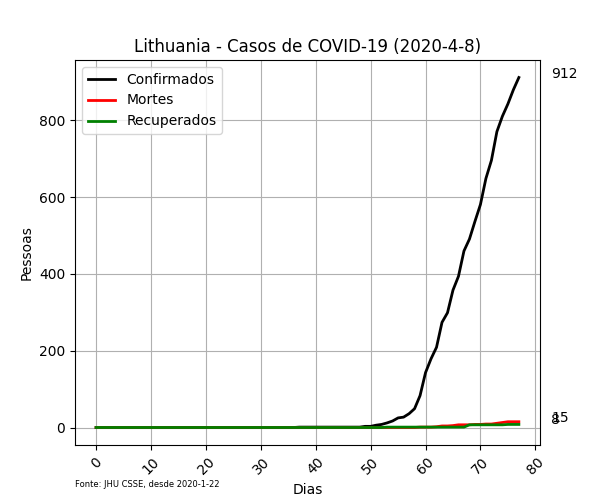 Lithuania - Casos de COVID-19 (2020-4-8)
Confirmados
Mortes
Recuperados
912
15
8
Pessoas
800
600
400
200
0
0 10 20 30 40 50 60 70 80
Dias
Fonte: JHU CSSE, desde 2020-1-22